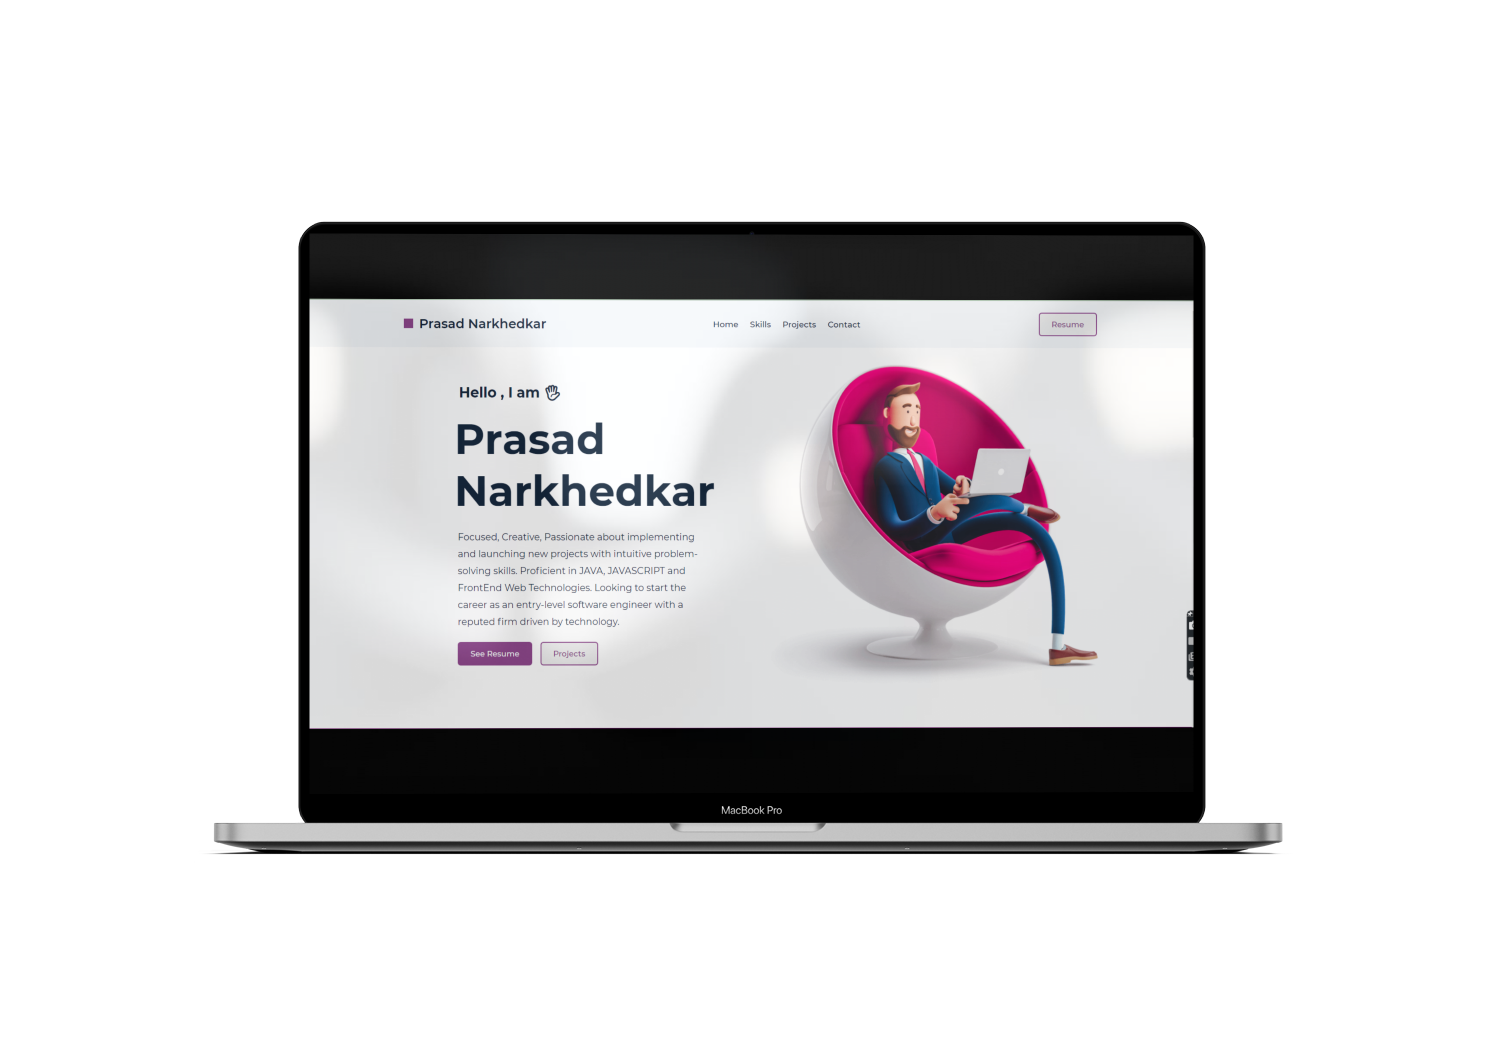 Prasad Narkhedkar
Home Skills Projects Contact
Resume
Hello , I am
Prasad
Narkhedkar
Focused, Creative, Passionate about implementing
and launching new projects with intuitive problem-
solving skills. Proficient in JAVA, JAVASCRIPT and
FrontEnd Web Technologies. Looking to start the
career as an entry-level software engineer with a
reputed firm driven by technology.
See Resume Projects
MacBook Pro